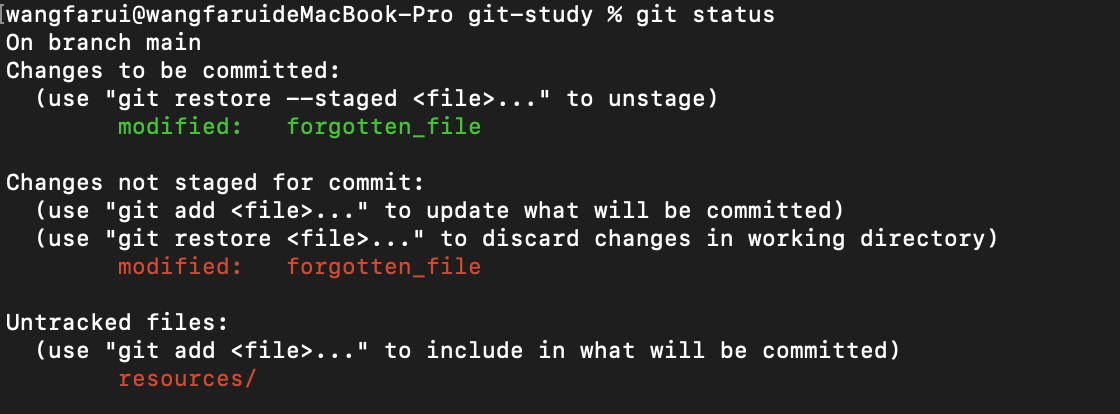 [wangfarui@wangfaruideMacBook-Pro git-study % git status
On branch main
Changes to be committed:
  (use "git restore --staged <file>..." to unstage)
        modified:   forgotten_file

Changes not staged for commit:
  (use "git add <file>..." to update what will be committed)
  (use "git restore <file>..." to discard changes in working directory)
        modified:   forgotten_file

Untracked files:
  (use "git add <file>..." to include in what will be committed)
        resources/